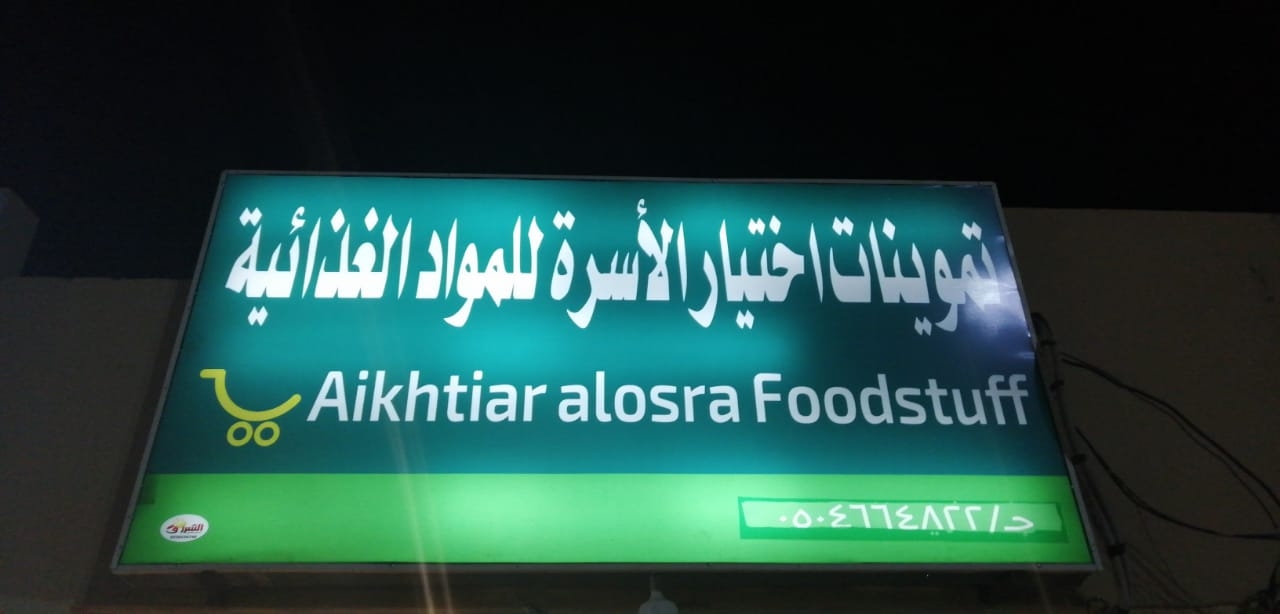 تموينات اختيار الأسرة للمواد الغذائية
Aikhtiar alosra Foodstuff
ج/٠٥٠٤٦٦٤٨٢٢